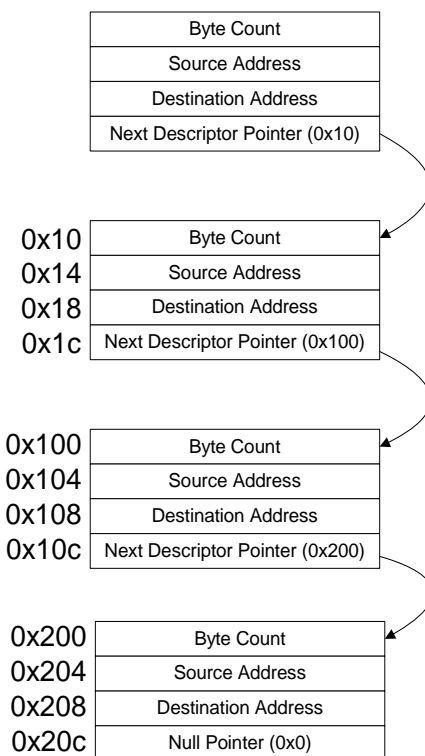 Byte Count
Source Address
Destination Address
Next Descriptor Pointer (0x10)
0x10 Byte Count
0x14 Source Address
0x18 Destination Address
0x1c Next Descriptor Pointer (0x100)
0x100 Byte Count
0x104 Source Address
0x108 Destination Address
0x10c Next Descriptor Pointer (0x200)
0x200 Byte Count
0x204 Source Address
0x208 Destination Address
0x20c Null Pointer (0x0)